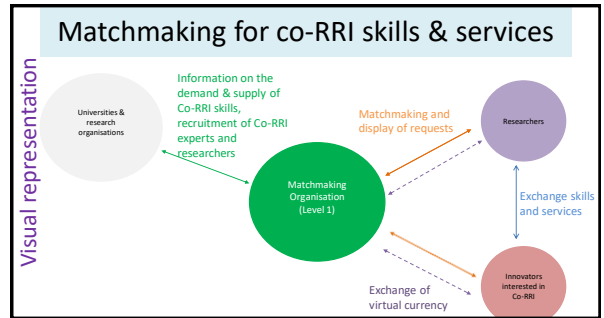 Matchmaking for co-RRI skills & services
Visual representation
Universities &
research
organisations
Information on the
demand & supply of
Co-RRI skills,
recruitment of Co-RRI
experts and
researchers
Matchmaking and
display of requests
Researchers
Matchmaking
Organisation
(Level 1)
Exchange skills
and services
Exchange of
virtual currency
Innovators
interested in
Co-RRI